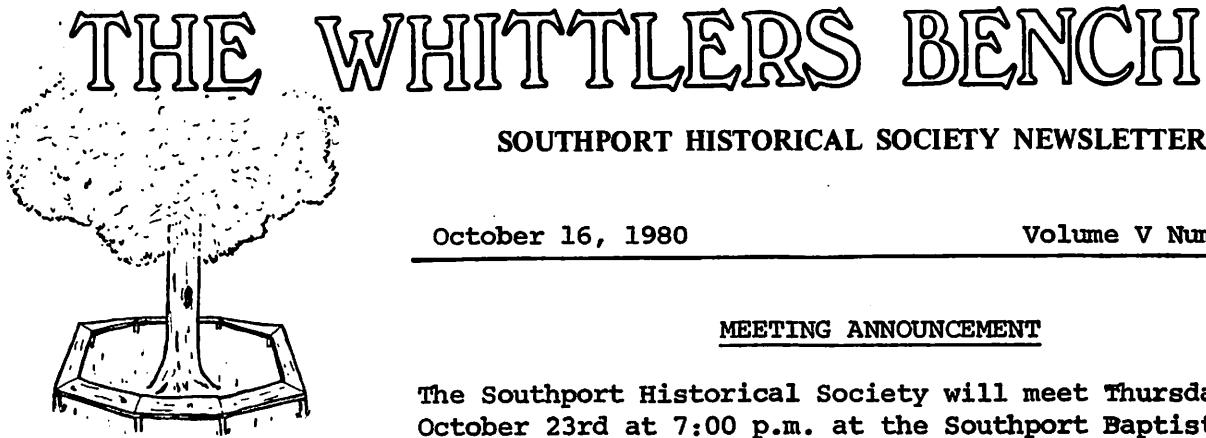 THE WHITTLERS BENCH
SOUTHPORT HISTORICAL SOCIETY NEWSLETTER
October 16, 1980 Volume V
MEETING ANNOUNCEMENT
The Southport Historical Society will meet
October 23rd at 7:00 p.m. at the Southport Baptist